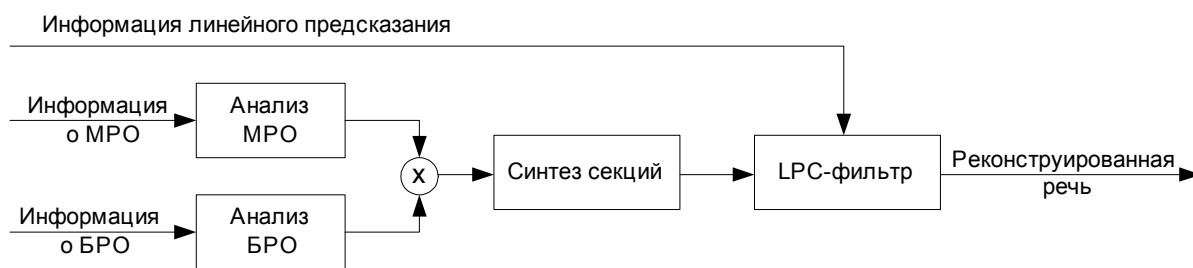 Информация линейного предсказания
Информация
о МРО
Анализ
МРО
X
Синтез секций
LPC-фильтр
Реконструированная
речь
Информация
о БРО
Анализ
БРО